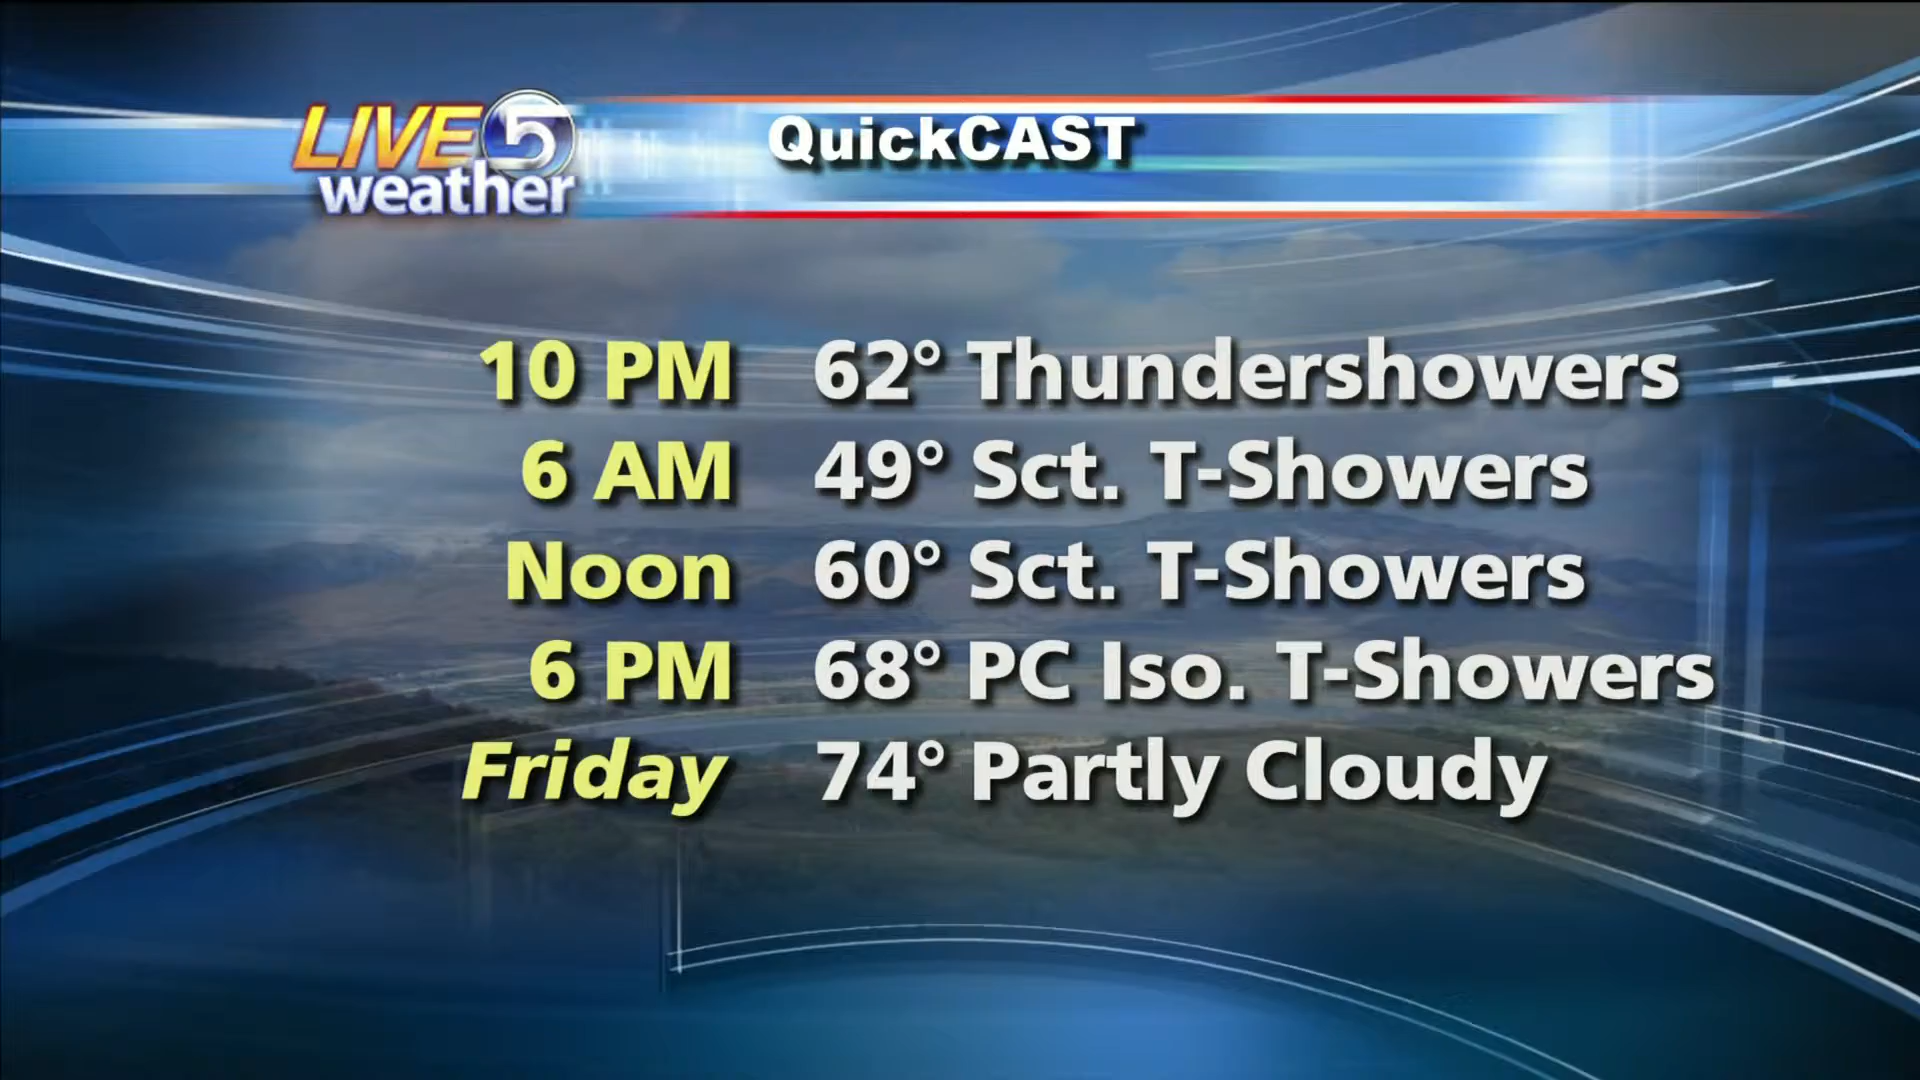 LIVE 5
weather
QuickCAST
10 PM 62° Thundershowers
6 AM 49° Sct. T-Showers
Noon 60° Sct. T-Showers
6 PM 68° PC Iso. T-Showers
Friday 74° Partly Cloudy